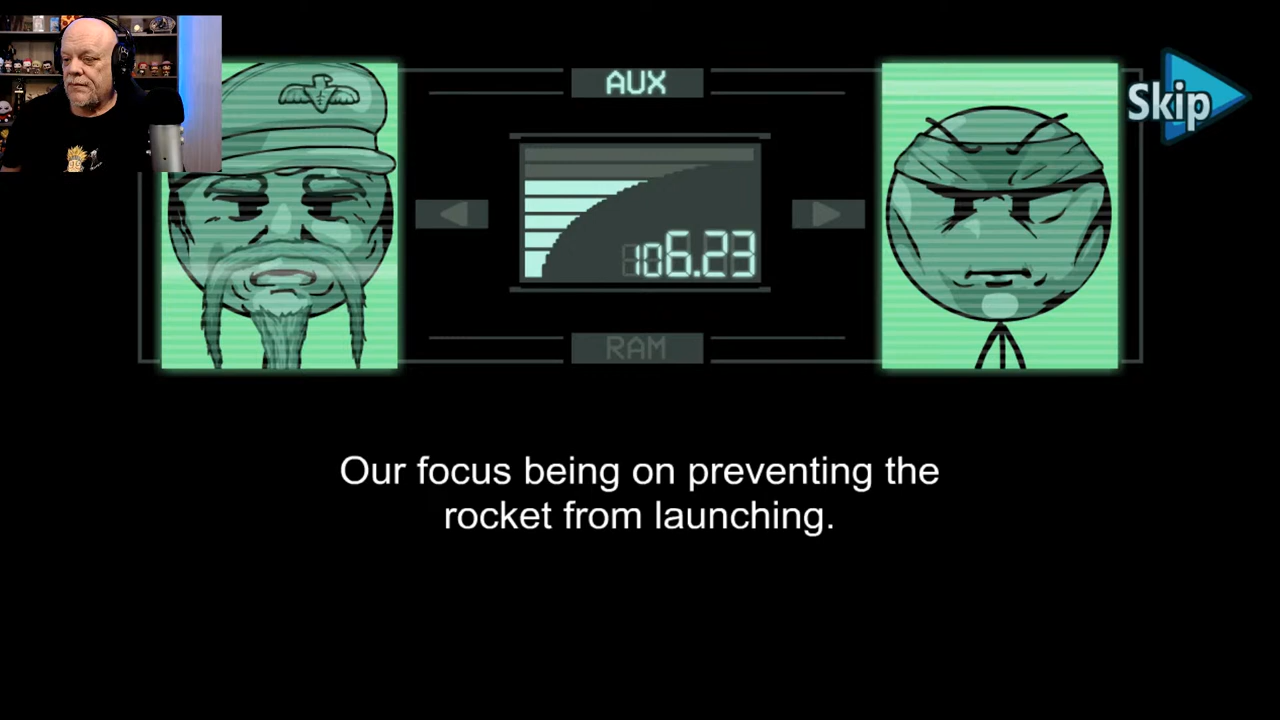 AUX
Skip
106.23
RAM
Our focus being on preventing the
rocket from launching.